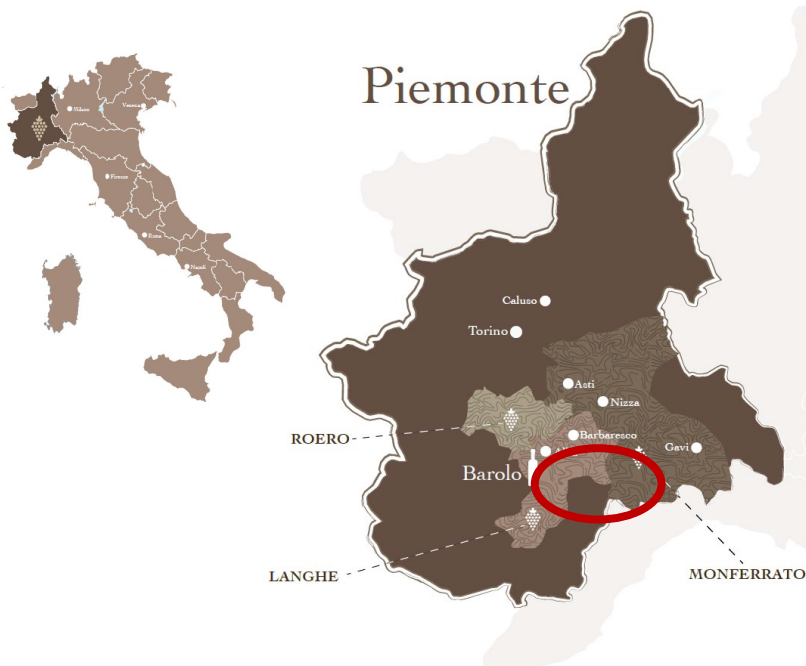 Piemonte
Milano
Venezia
Firenze
Roma
Napoli
Caluso
Torino
Asti
Nizza
ROERO
Barbaresco
Gavi
Barolo
LANGHE
MONFERRATO